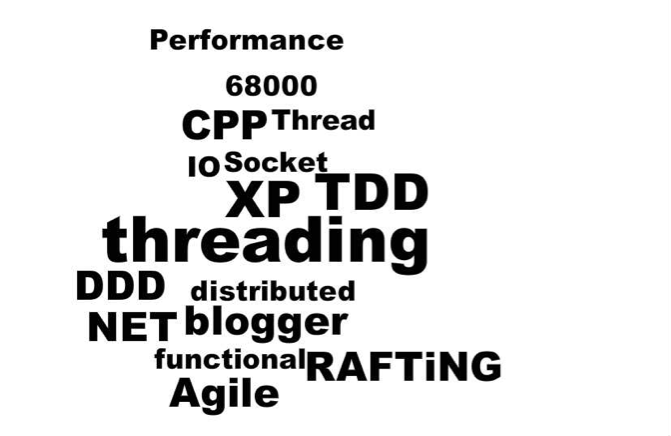 Performance
68000
CPP Thread
IO Socket
XP TDD
threading
DDD distributed
NET blogger
functional RAFTiNG
Agile